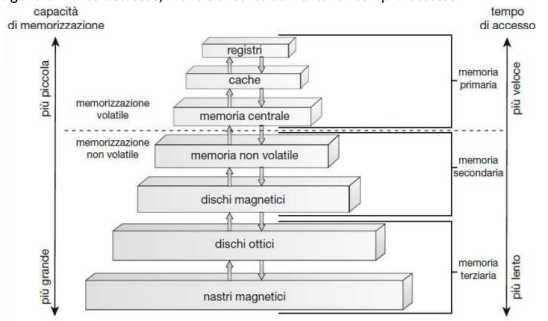 capacità
di memorizzazione
tempo
di accesso
più piccola
registri
cache
memoria centrale
memorizzazione
volatile
memorizzazione
non volatile
memoria non volatile
dischi magnetici
dischi ottici
nastri magnetici
più grande
memoria
primaria
memoria
secondaria
memoria
terziaria
più veloce
più lento